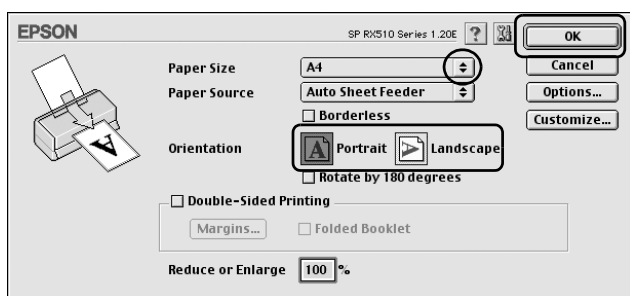 EPSON SP RX510 Series 1.20E ? OK
Paper Size A4 Cancel
Paper Source Auto Sheet Feeder Options...
Borderless Customize...
Orientation A Portrait A Landscape
Rotate by 180 degrees
Double-Sided Printing
Margins... Folded Booklet
Reduce or Enlarge 100 %
A